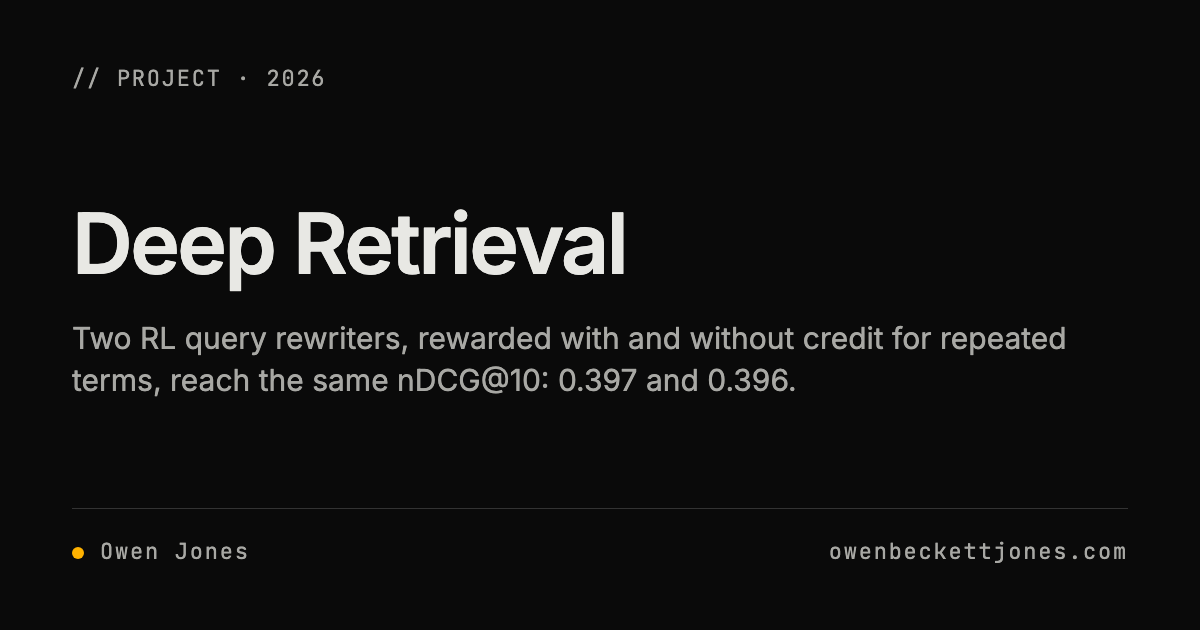 // PROJECT · 2026
Deep Retrieval
Two RL query rewriters, rewarded with and without credit for repeated
terms, reach the same nDCG@10: 0.397 and 0.396.
Owen Jones
owenbeckettjones.com